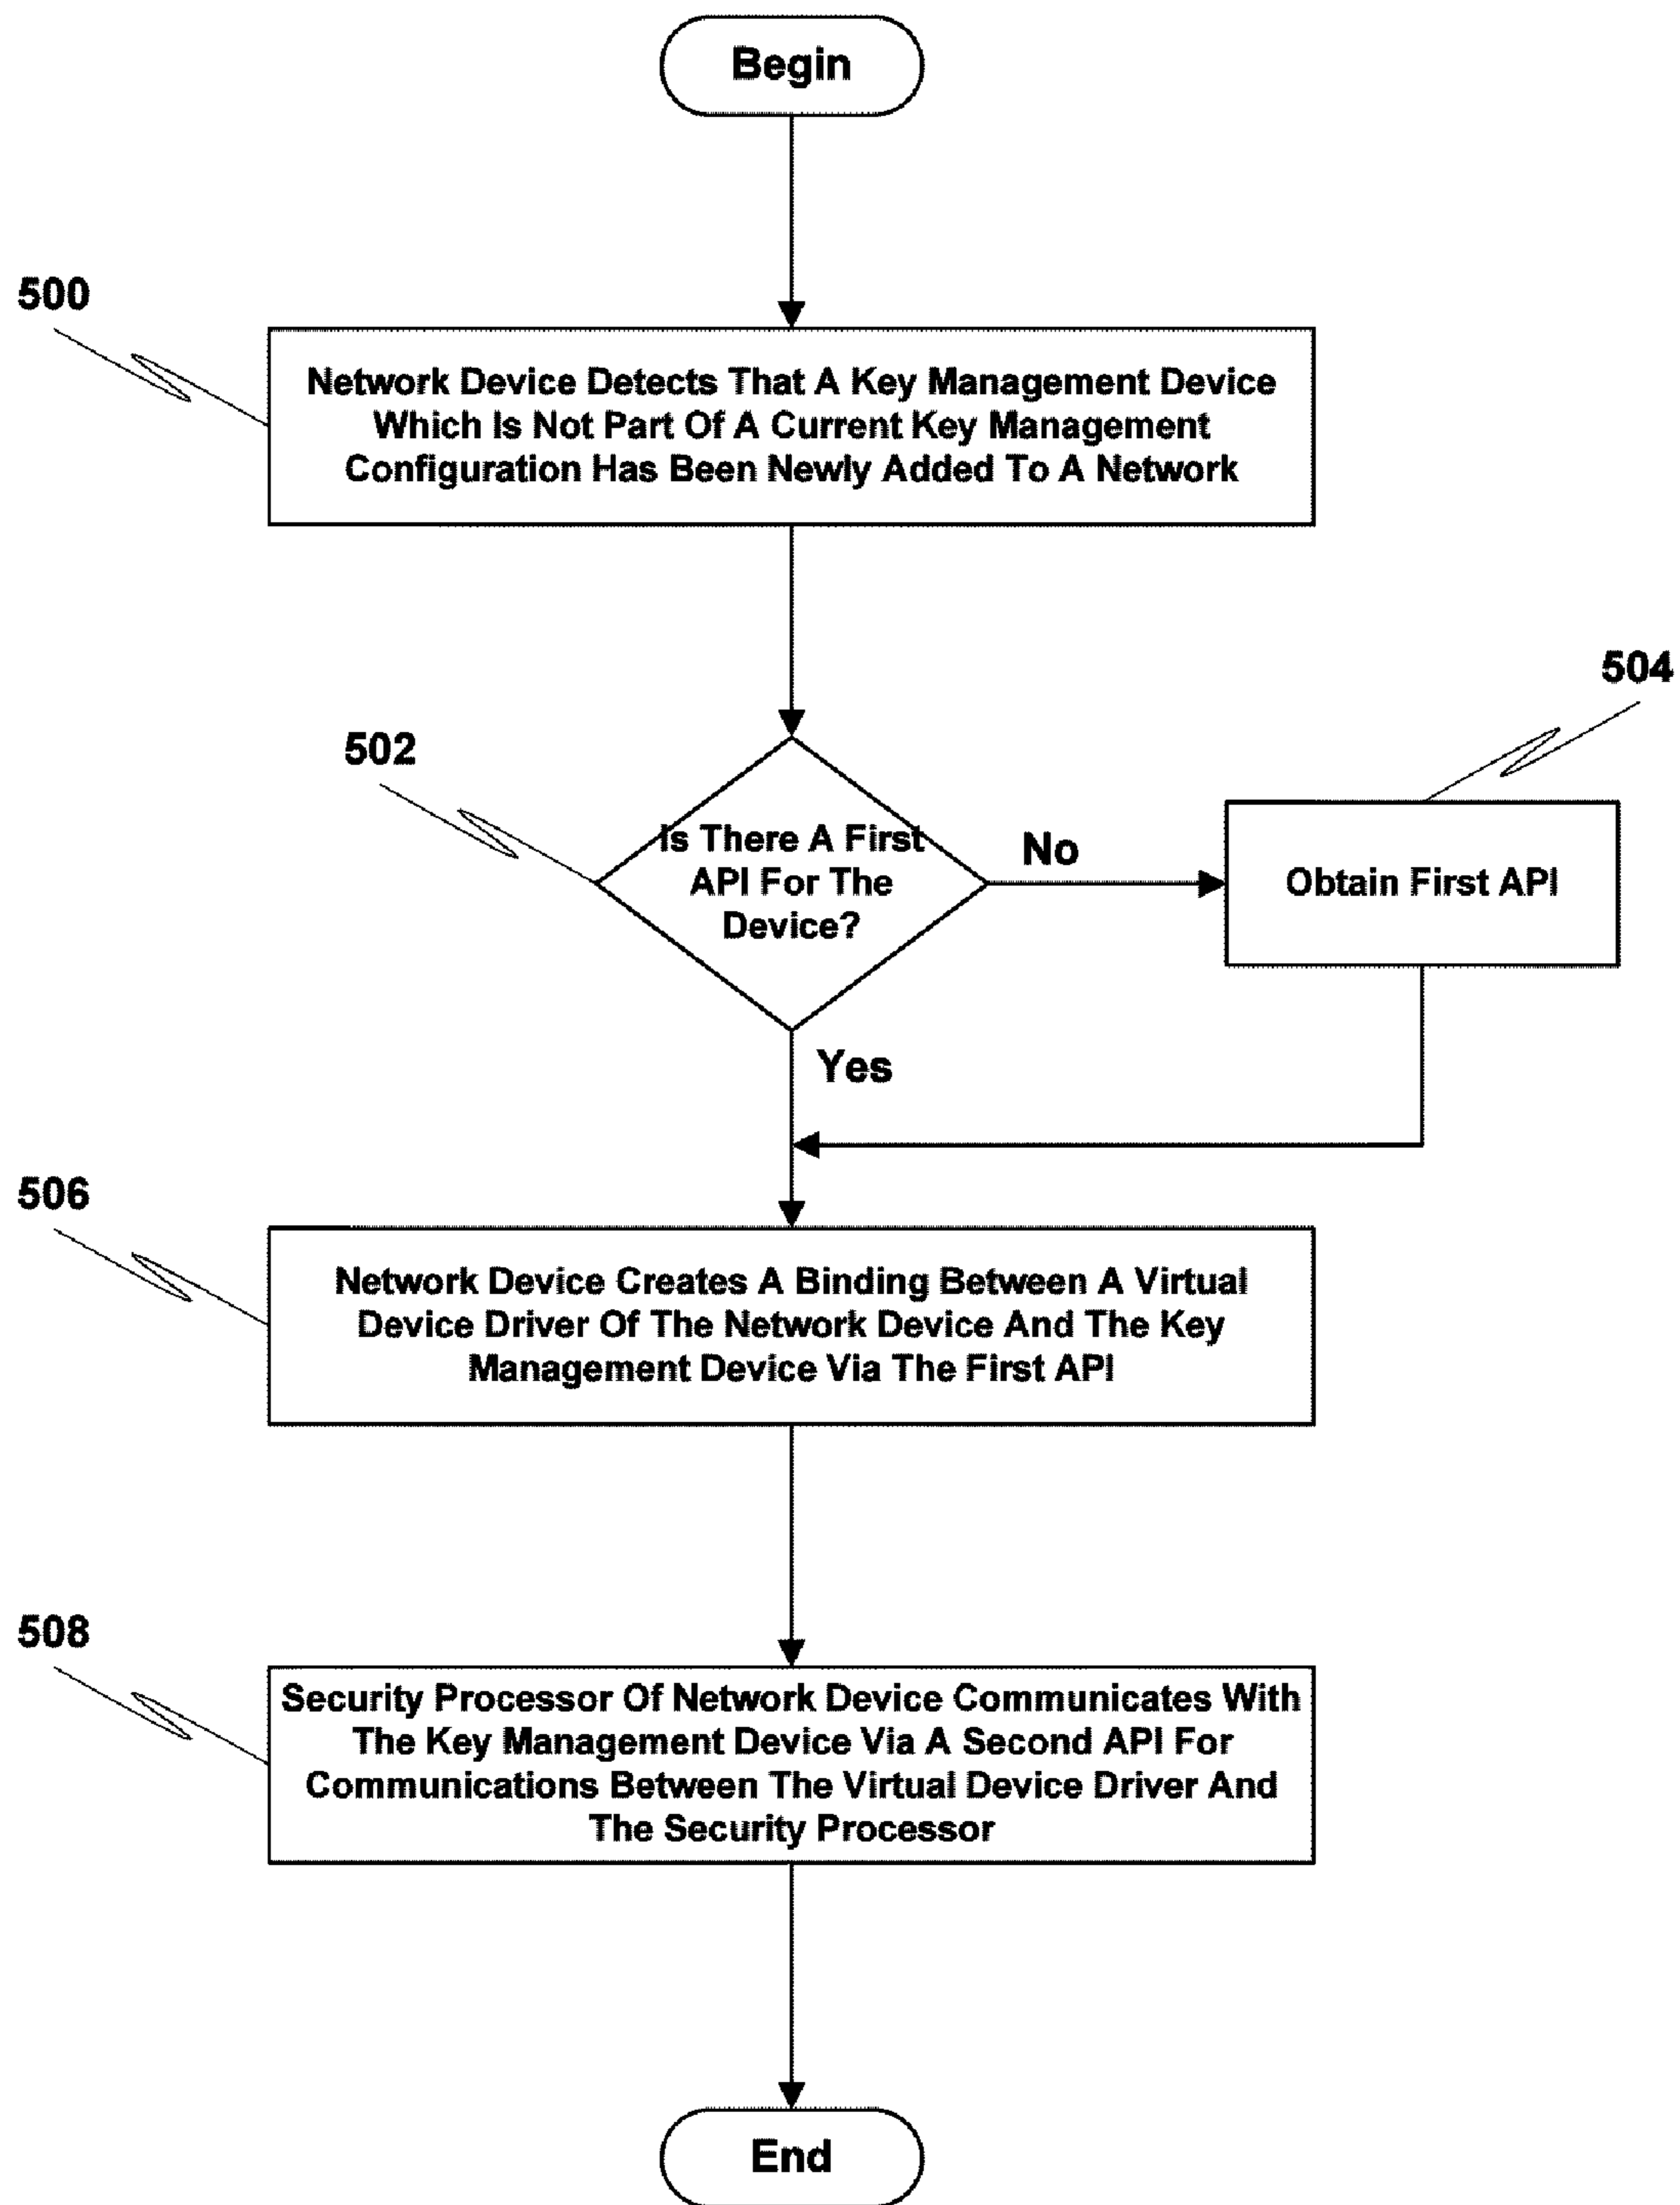 Begin
500
Network Device Detects That A Key Management Device
Which Is Not Part Of A Current Key Management
Configuration Has Been Newly Added To A Network
504
502
Is There A First
API For The
Device?
No
Obtain First API
Yes
506
Network Device Creates A Binding Between A Virtual
Device Driver Of The Network Device And The Key
Management Device Via The First API
508
Security Processor Of Network Device Communicates With
The Key Management Device Via A Second API For
Communications Between The Virtual Device Driver And
The Security Processor
End